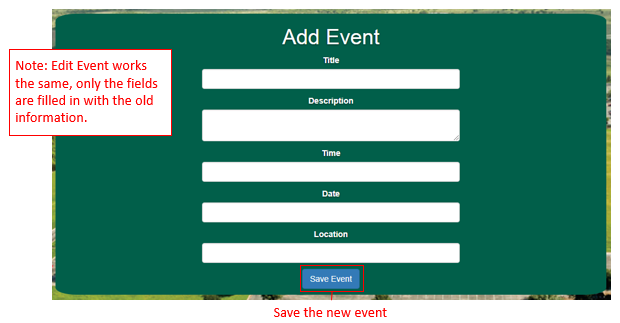 Add Event
Note: Edit Event works
the same, only the fields
are filled in with the old
information.
Title
Description
Time
Date
Location
Save Event
Save the new event